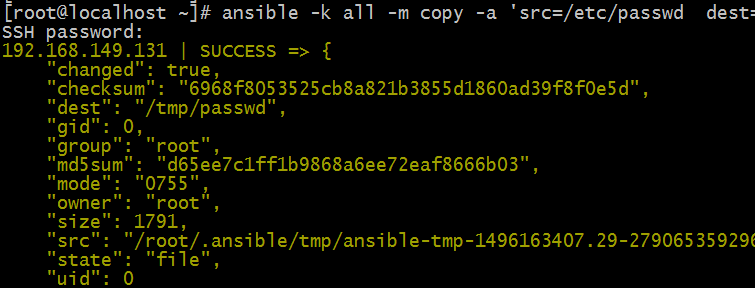 [root@localhost ~]# ansible -k all -m copy -a 'src=/etc/passwd  dest=
SSH password:
192.168.149.131 | SUCCESS => {
    "changed": true,
    "checksum": "6968f8053525cb8a821b3855d1860ad39f8f0e5d",
    "dest": "/tmp/passwd",
    "gid": 0,
    "group": "root",
    "md5sum": "d65ee7c1ff1b9868a6ee72eaf8666b03",
    "mode": "0755",
    "owner": "root",
    "size": 1791,
    "src": "/root/.ansible/tmp/ansible-tmp-1496163407.29-279065359296
    "state": "file",
    "uid": 0